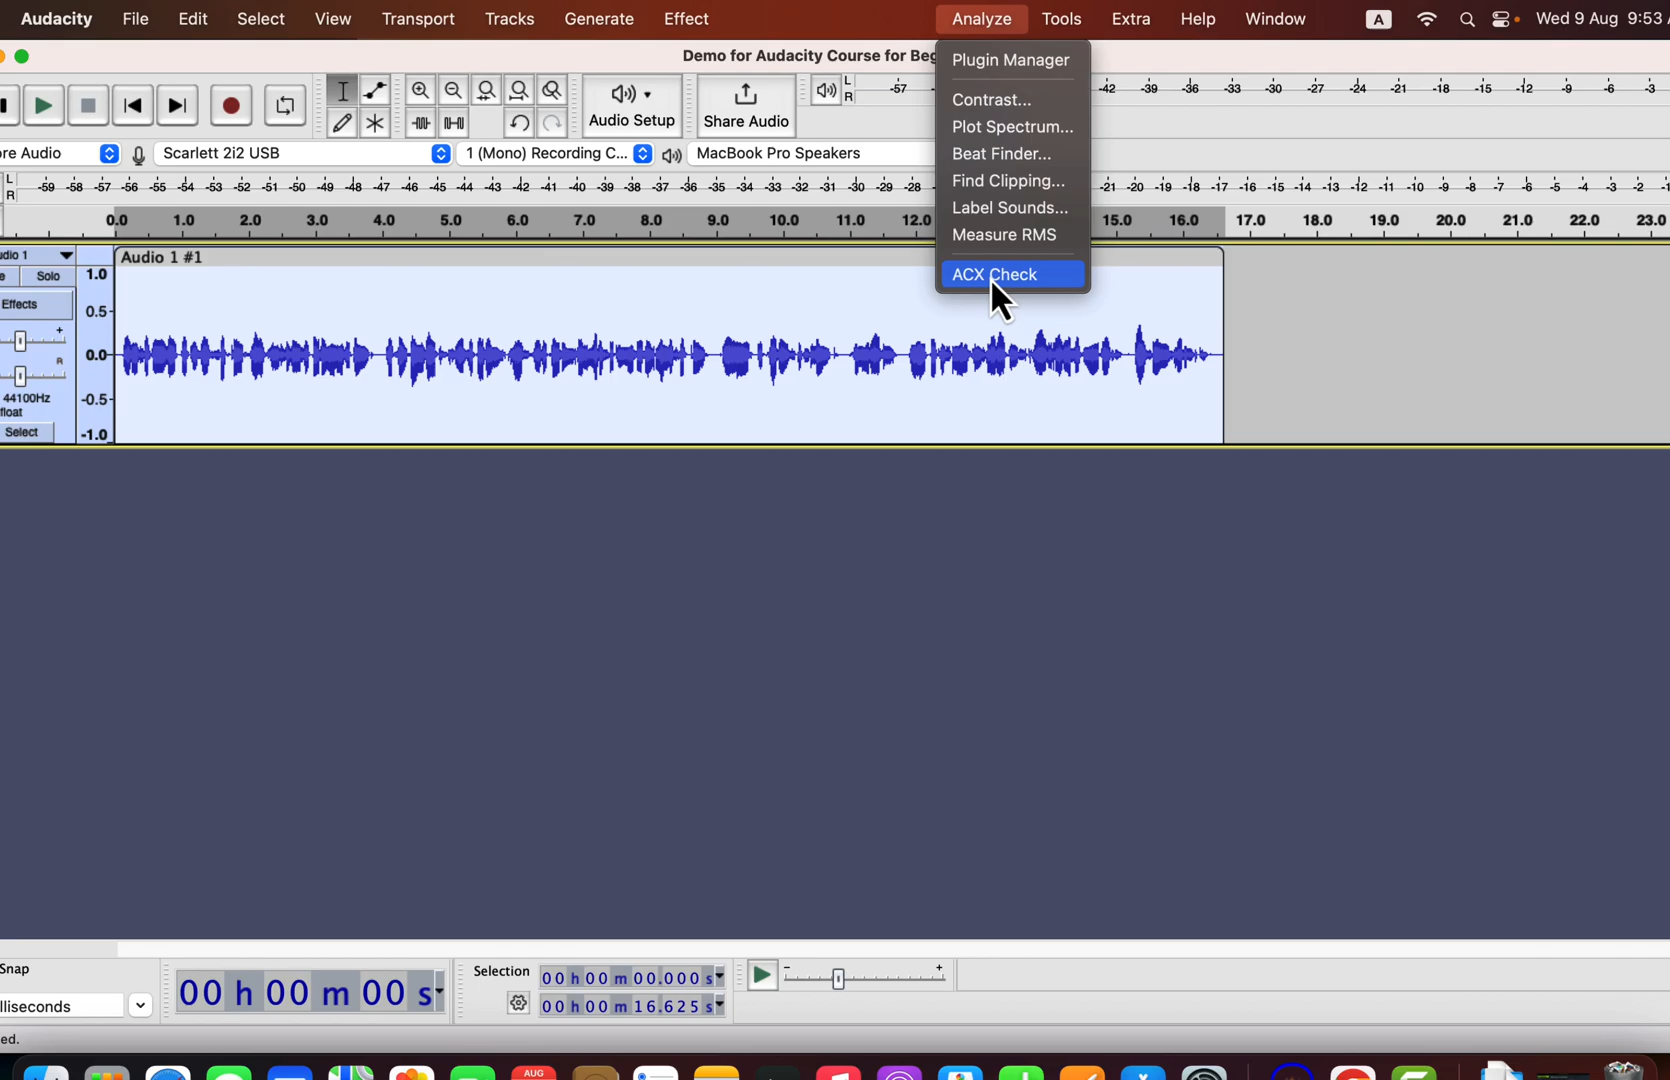 Audacity File Edit Select View Transport Tracks Generate Effect Analyze Tools Extra Help Window A Wed 9 Aug 9:53
Demo for Audacity Course for Beg
Plugin Manager
Contrast...
Plot Spectrum...
Beat Finder...
Find Clipping...
Label Sounds...
Measure RMS
ACX Check
Audio Setup
Share Audio
L
R
-57 -42 -39 -36 -33 -30 -27 -24 -21 -18 -15 -12 -9 -6 -3
re Audio Scarlett 2i2 USB 1 (Mono) Recording C... MacBook Pro Speakers
L
R
-59 -58 -57 -56 -55 -54 -53 -52 -51 -50 -49 -48 -47 -46 -45 -44 -43 -42 -41 -40 -39 -38 -37 -36 -35 -34 -33 -32 -31 -30 -29 -28 -21 -20 -19 -18 -17 -16 -15 -14 -13 -12 -11 -10 -9 -8 -7 -6 -5 -4 -3 -2
0.0 1.0 2.0 3.0 4.0 5.0 6.0 7.0 8.0 9.0 10.0 11.0 12.0 15.0 16.0 17.0 18.0 19.0 20.0 21.0 22.0 23.0
udio 1
Audio 1 #1
e Solo
Effects
+
R
44100Hz
float
Select
1.0
0.5
0.0
-0.5
-1.0
Snap
lliseconds
00 h 00 m 00 s
Selection
00 h 00 m 00.000 s
00 h 00 m 16.625 s
- +
ed.
AUG